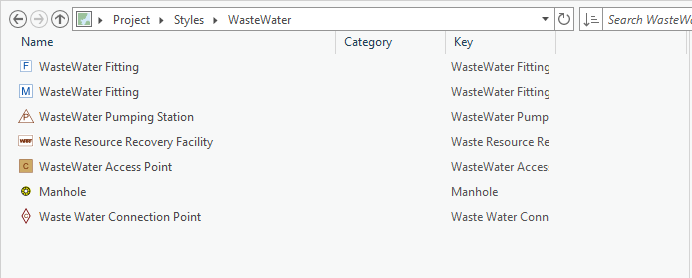 Project Styles WasteWater Search WasteWa
Name Category Key
F WasteWater Fitting WasteWater Fitting
M WasteWater Fitting WasteWater Fitting
P WasteWater Pumping Station WasteWater Pump
WRRF Waste Resource Recovery Facility Waste Resource Re
C WasteWater Access Point WasteWater Acces
Manhole Manhole
C Waste Water Connection Point Waste Water Conn